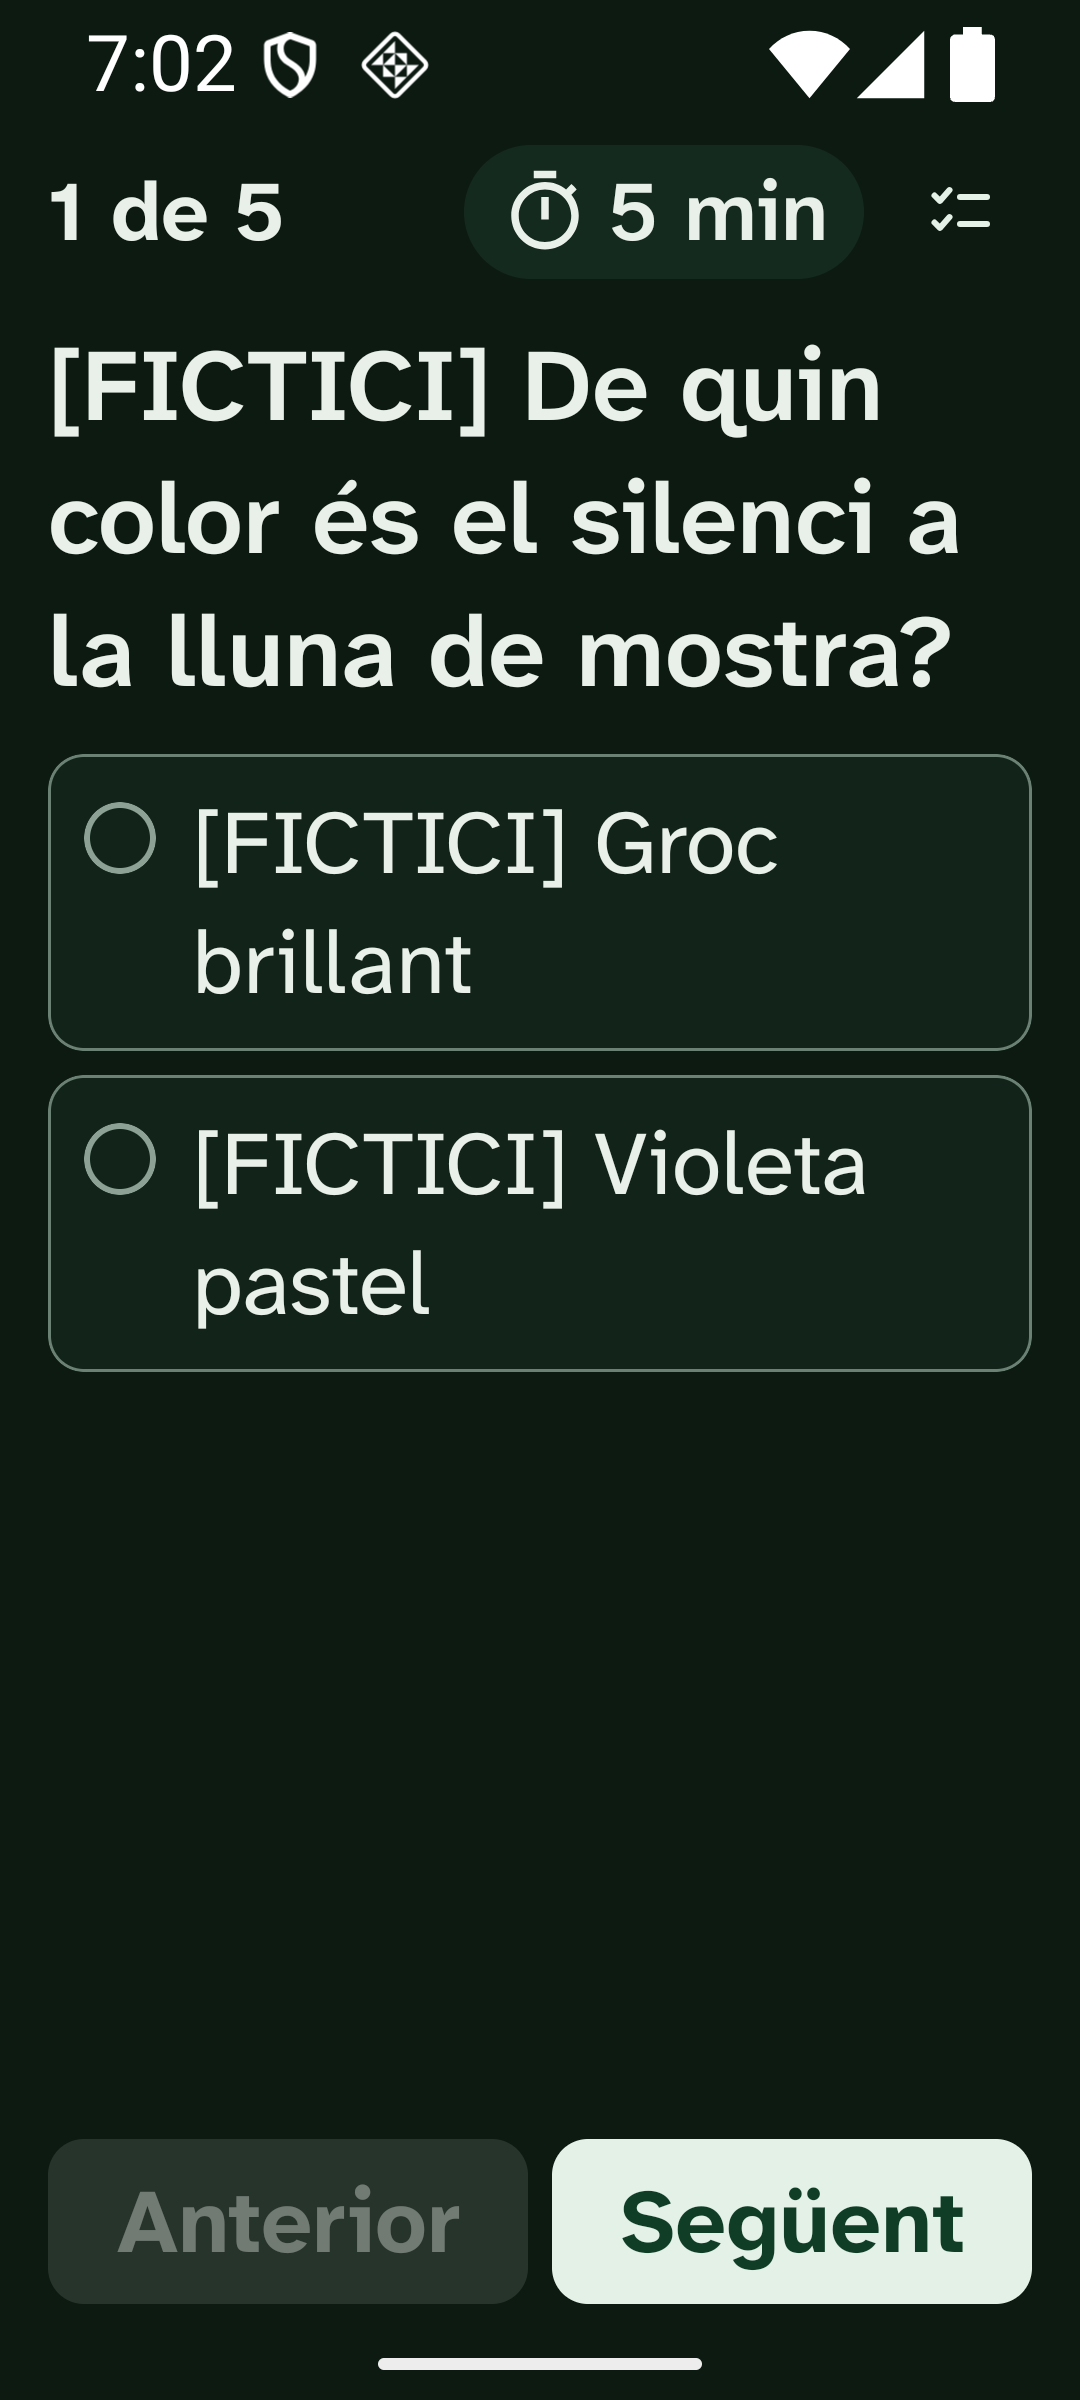 7:02
1 de 5
5 min
[FICTICI] De quin
color és el silenci a
la lluna de mostra?
[FICTICI] Groc
brillant
[FICTICI] Violeta
pastel
Anterior
Següent